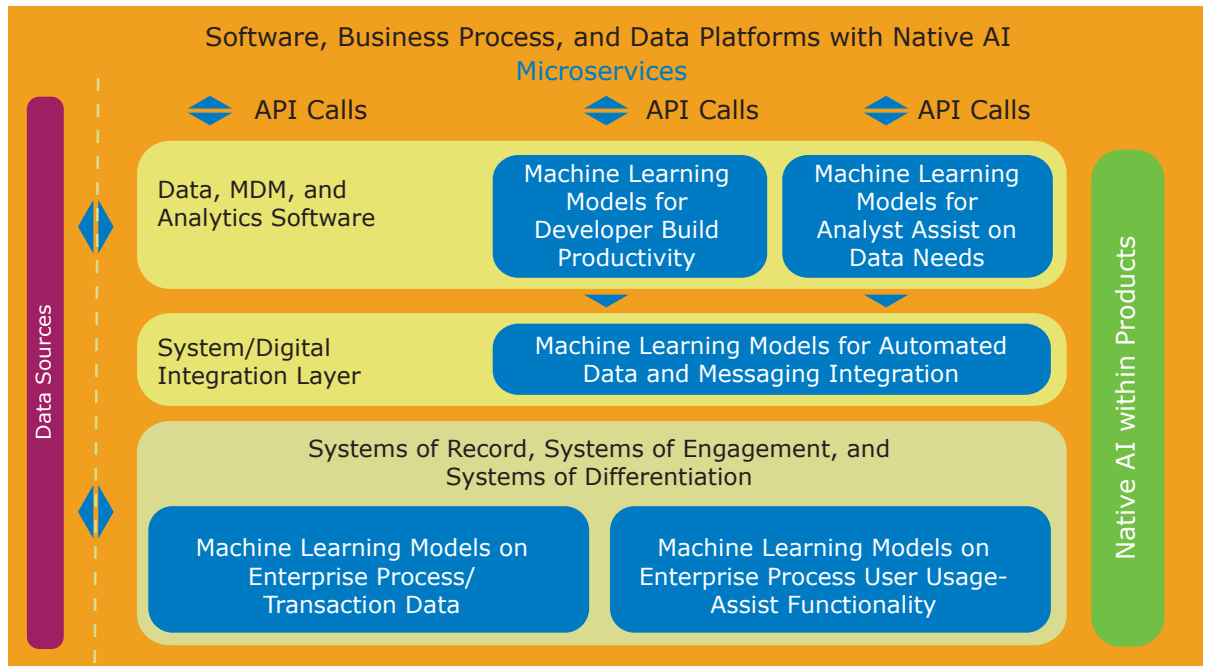 Software, Business Process, and Data Platforms with Native AI
Microservices
API Calls
API Calls
API Calls
Data Sources
Data, MDM, and
Analytics Software
Machine Learning
Models for
Developer Build
Productivity
Machine Learning
Models for
Analyst Assist on
Data Needs
System/Digital
Integration Layer
Machine Learning Models for Automated
Data and Messaging Integration
Systems of Record, Systems of Engagement, and
Systems of Differentiation
Machine Learning Models on
Enterprise Process/
Transaction Data
Machine Learning Models on
Enterprise Process User Usage-
Assist Functionality
Native AI within Products